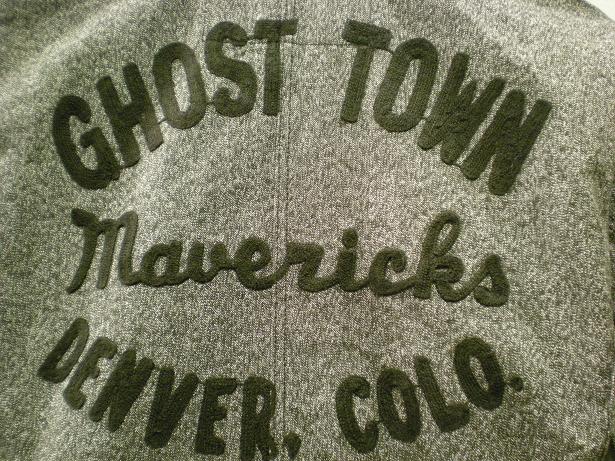 GHOST TOWN
Mavericks
DENVER, COLO.